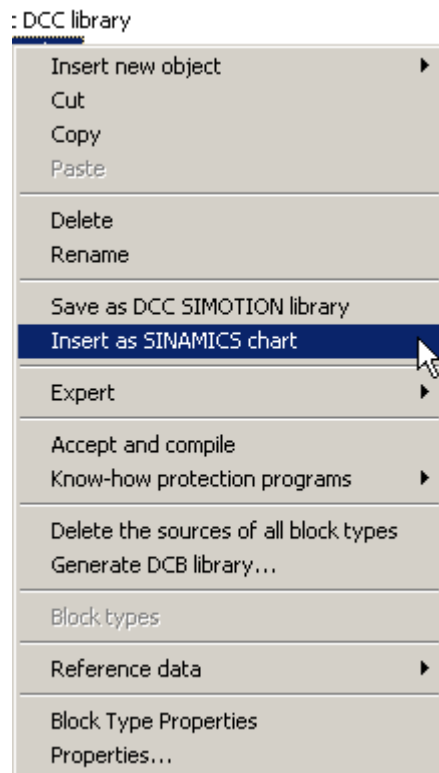 : DCC library
Insert new object
Cut
Copy
Paste
Delete
Rename
Save as DCC SIMOTION library
Insert as SINAMICS chart
Expert
Accept and compile
Know-how protection programs
Delete the sources of all block types
Generate DCB library...
Block types
Reference data
Block Type Properties
Properties...